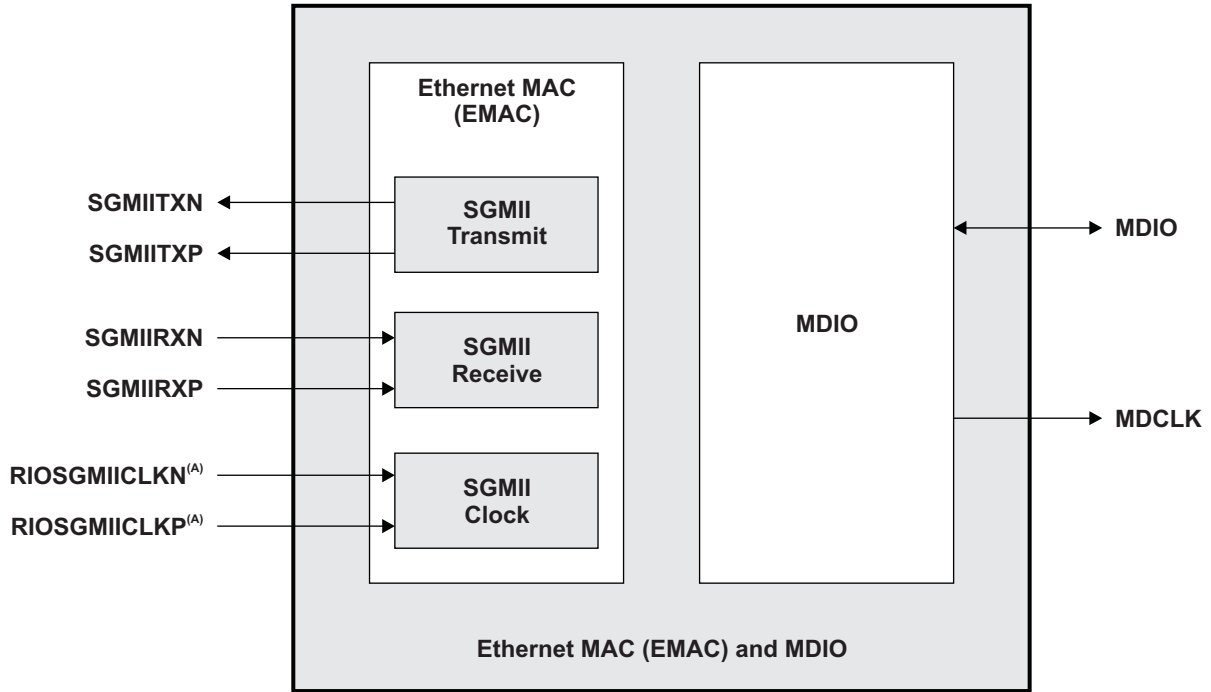 Ethernet MAC
(EMAC)
SGMIITXN
SGMIITXP
SGMII
Transmit
SGMIIRXN
SGMIIRXP
SGMII
Receive
RIOSGMIICLKN(A)
RIOSGMIICLKP(A)
SGMII
Clock
MDIO
MDIO
MDCLK
Ethernet MAC (EMAC) and MDIO